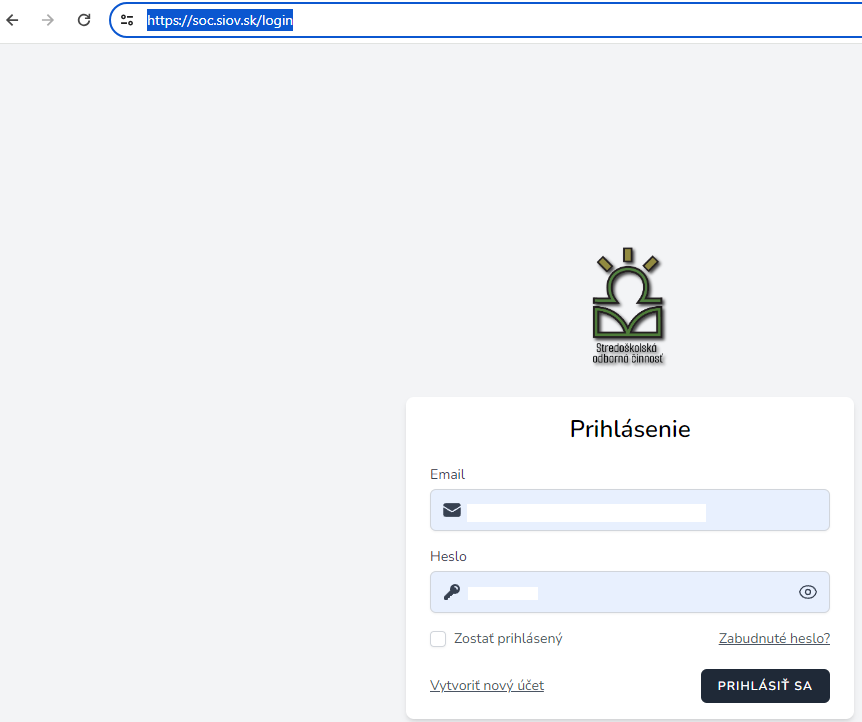 https://soc.siov.sk/login
Stredoškolská
odborná činnosť
Prihlásenie
Email
Heslo
Zostať prihlásený
Zabudnuté heslo?
Vytvoriť nový účet
PRIHLÁSIŤ SA